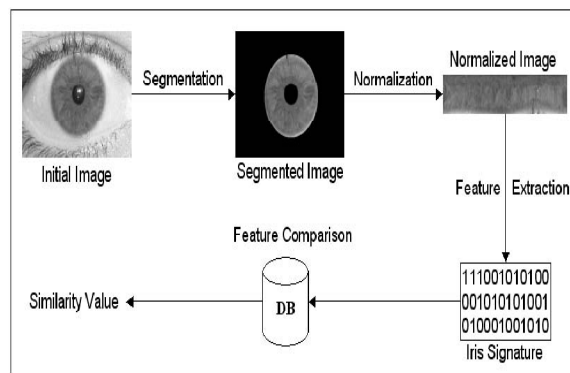 Segmentation
Normalization
Normalized Image
Initial Image
Segmented Image
Feature Extraction
Feature Comparison
Similarity Value
DB
111001010100
001010101001
010001001010
Iris Signature